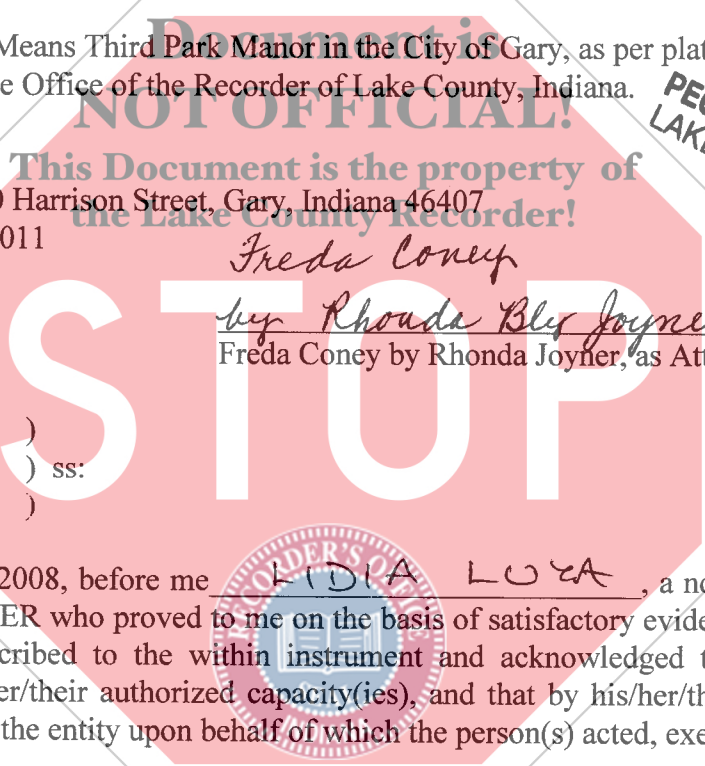 Document is
Means Third Park Manor in the City of Gary, as per plat
e Office of the Recorder of Lake County, Indiana.
NOT OFFICIAL!
This Document is the property of
Harrison Street, Gary, Indiana 46407
the Lake County Recorder!
011
Freda Coney
by Rhonda Bly Joyne
Freda Coney by Rhonda Joyner, as Att
STOP
)
) ss:
)
2008, before me LIDIA LOYA, a no
ER who proved to me on the basis of satisfactory evide
cribed to the within instrument and acknowledged t
er/their authorized capacity(ies), and that by his/her/th
the entity upon behalf of which the person(s) acted, exe
RECORDER'S OFFICE